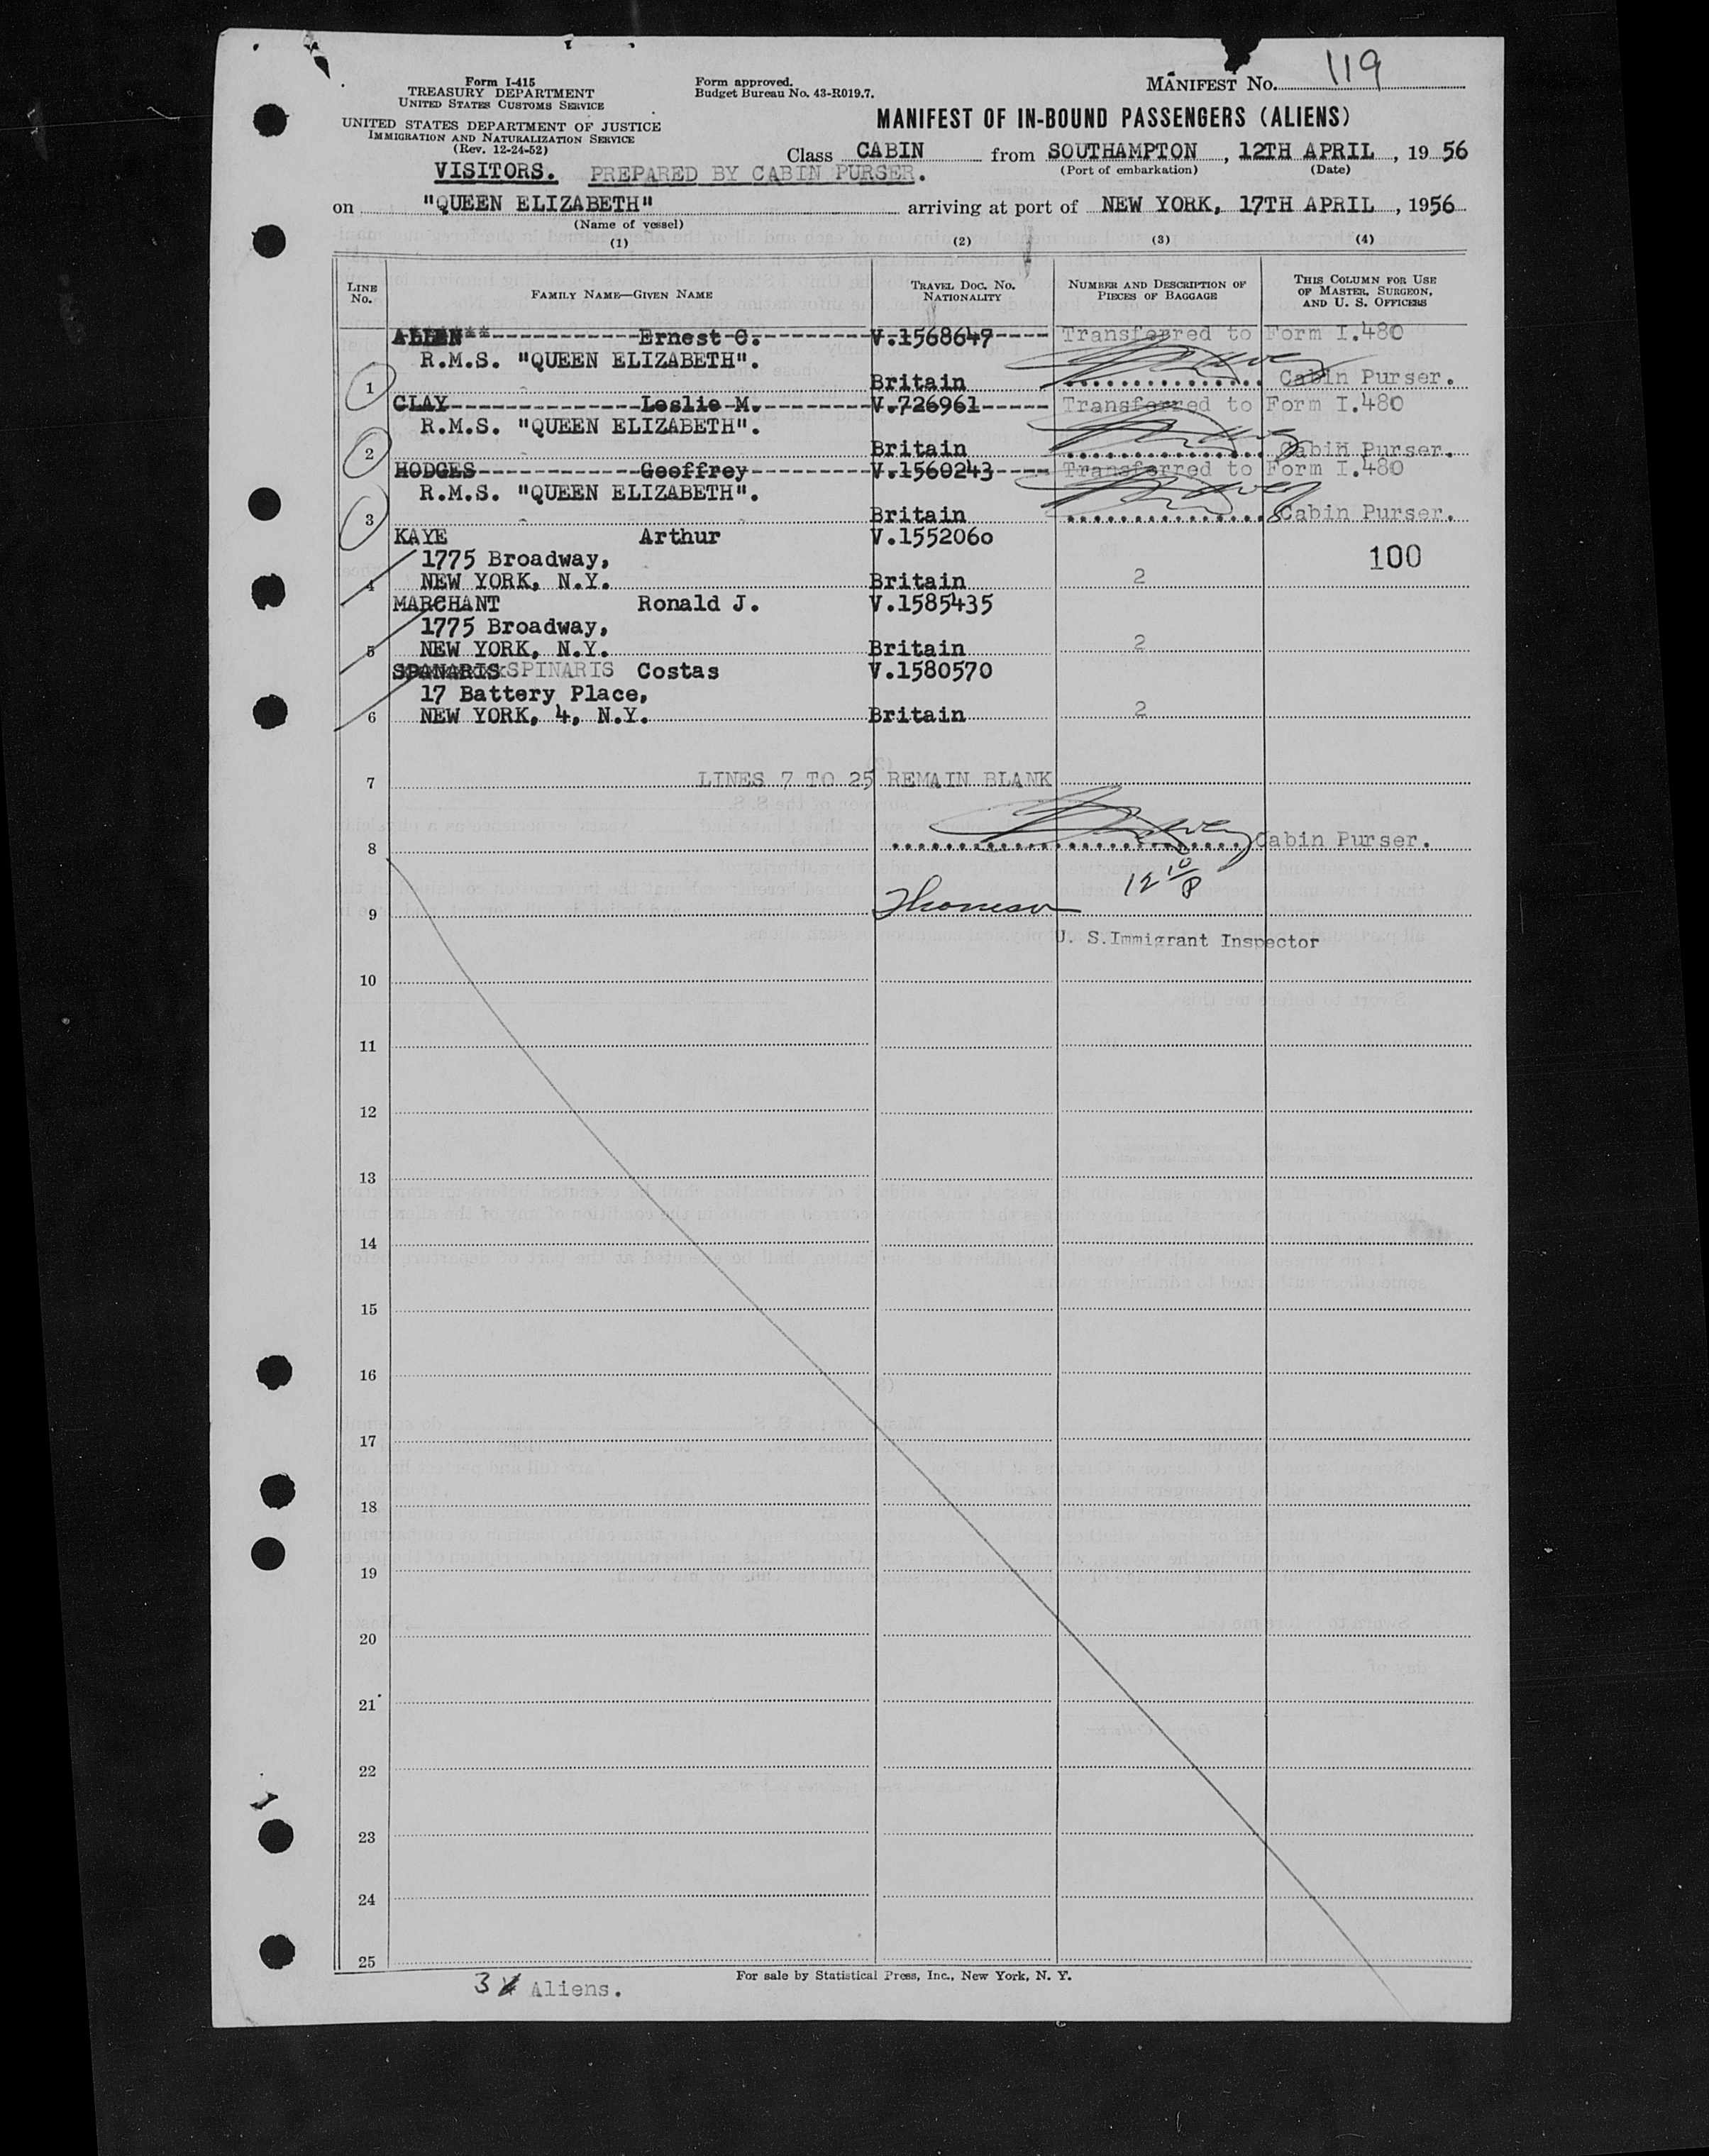 Form I-415
TREASURY DEPARTMENT
UNITED STATES CUSTOMS SERVICE
UNITED STATES DEPARTMENT OF JUSTICE
IMMIGRATION AND NATURALIZATION SERVICE
(Rev. 12-24-52)
Form approved.
Budget Bureau No. 43-R019.7.
MANIFEST No. 119
MANIFEST OF IN-BOUND PASSENGERS (ALIENS)
Class CABIN from SOUTHAMPTON, 12TH APRIL, 1956
(Port of embarkation) (Date)
VISITORS. PREPARED BY CABIN PURSER.
on "QUEEN ELIZABETH" arriving at port of NEW YORK, 17TH APRIL, 1956
(Name of vessel)
(1) (2) (3) (4)
LINE No. FAMILY NAME—GIVEN NAME TRAVEL DOC. NO. NATIONALITY NUMBER AND DESCRIPTION OF PIECES OF BAGGAGE THIS COLUMN FOR USE OF MASTER, SURGEON, AND U. S. OFFICERS
ALLEN**-----------Ernest C.--------V.1568647---- Transferred to Form I.480
R.M.S. "QUEEN ELIZABETH".
1 Britain Cabin Purser.
CLAY--------------Leslie M.--------V.726961----- Transferred to Form I.480
R.M.S. "QUEEN ELIZABETH".
2 Britain Cabin Purser.
HODGES------------Geoffrey---------V.1560243---- Transferred to Form I.480
R.M.S. "QUEEN ELIZABETH".
3 Britain Cabin Purser.
KAYE Arthur V.1552060
1775 Broadway, 100
4 NEW YORK, N.Y. Britain 2
MARCHANT Ronald J. V.1585435
1775 Broadway,
5 NEW YORK, N.Y. Britain 2
SPANARIS SPINARIS Costas V.1580570
17 Battery Place,
6 NEW YORK, 4, N.Y. Britain 2
7 LINES 7 TO 25 REMAIN BLANK
8 Cabin Purser.
9
U. S. Immigrant Inspector
10
11
12
13
14
15
16
17
18
19
20
21
22
23
24
25
For sale by Statistical Press, Inc., New York, N. Y.
3 Aliens.